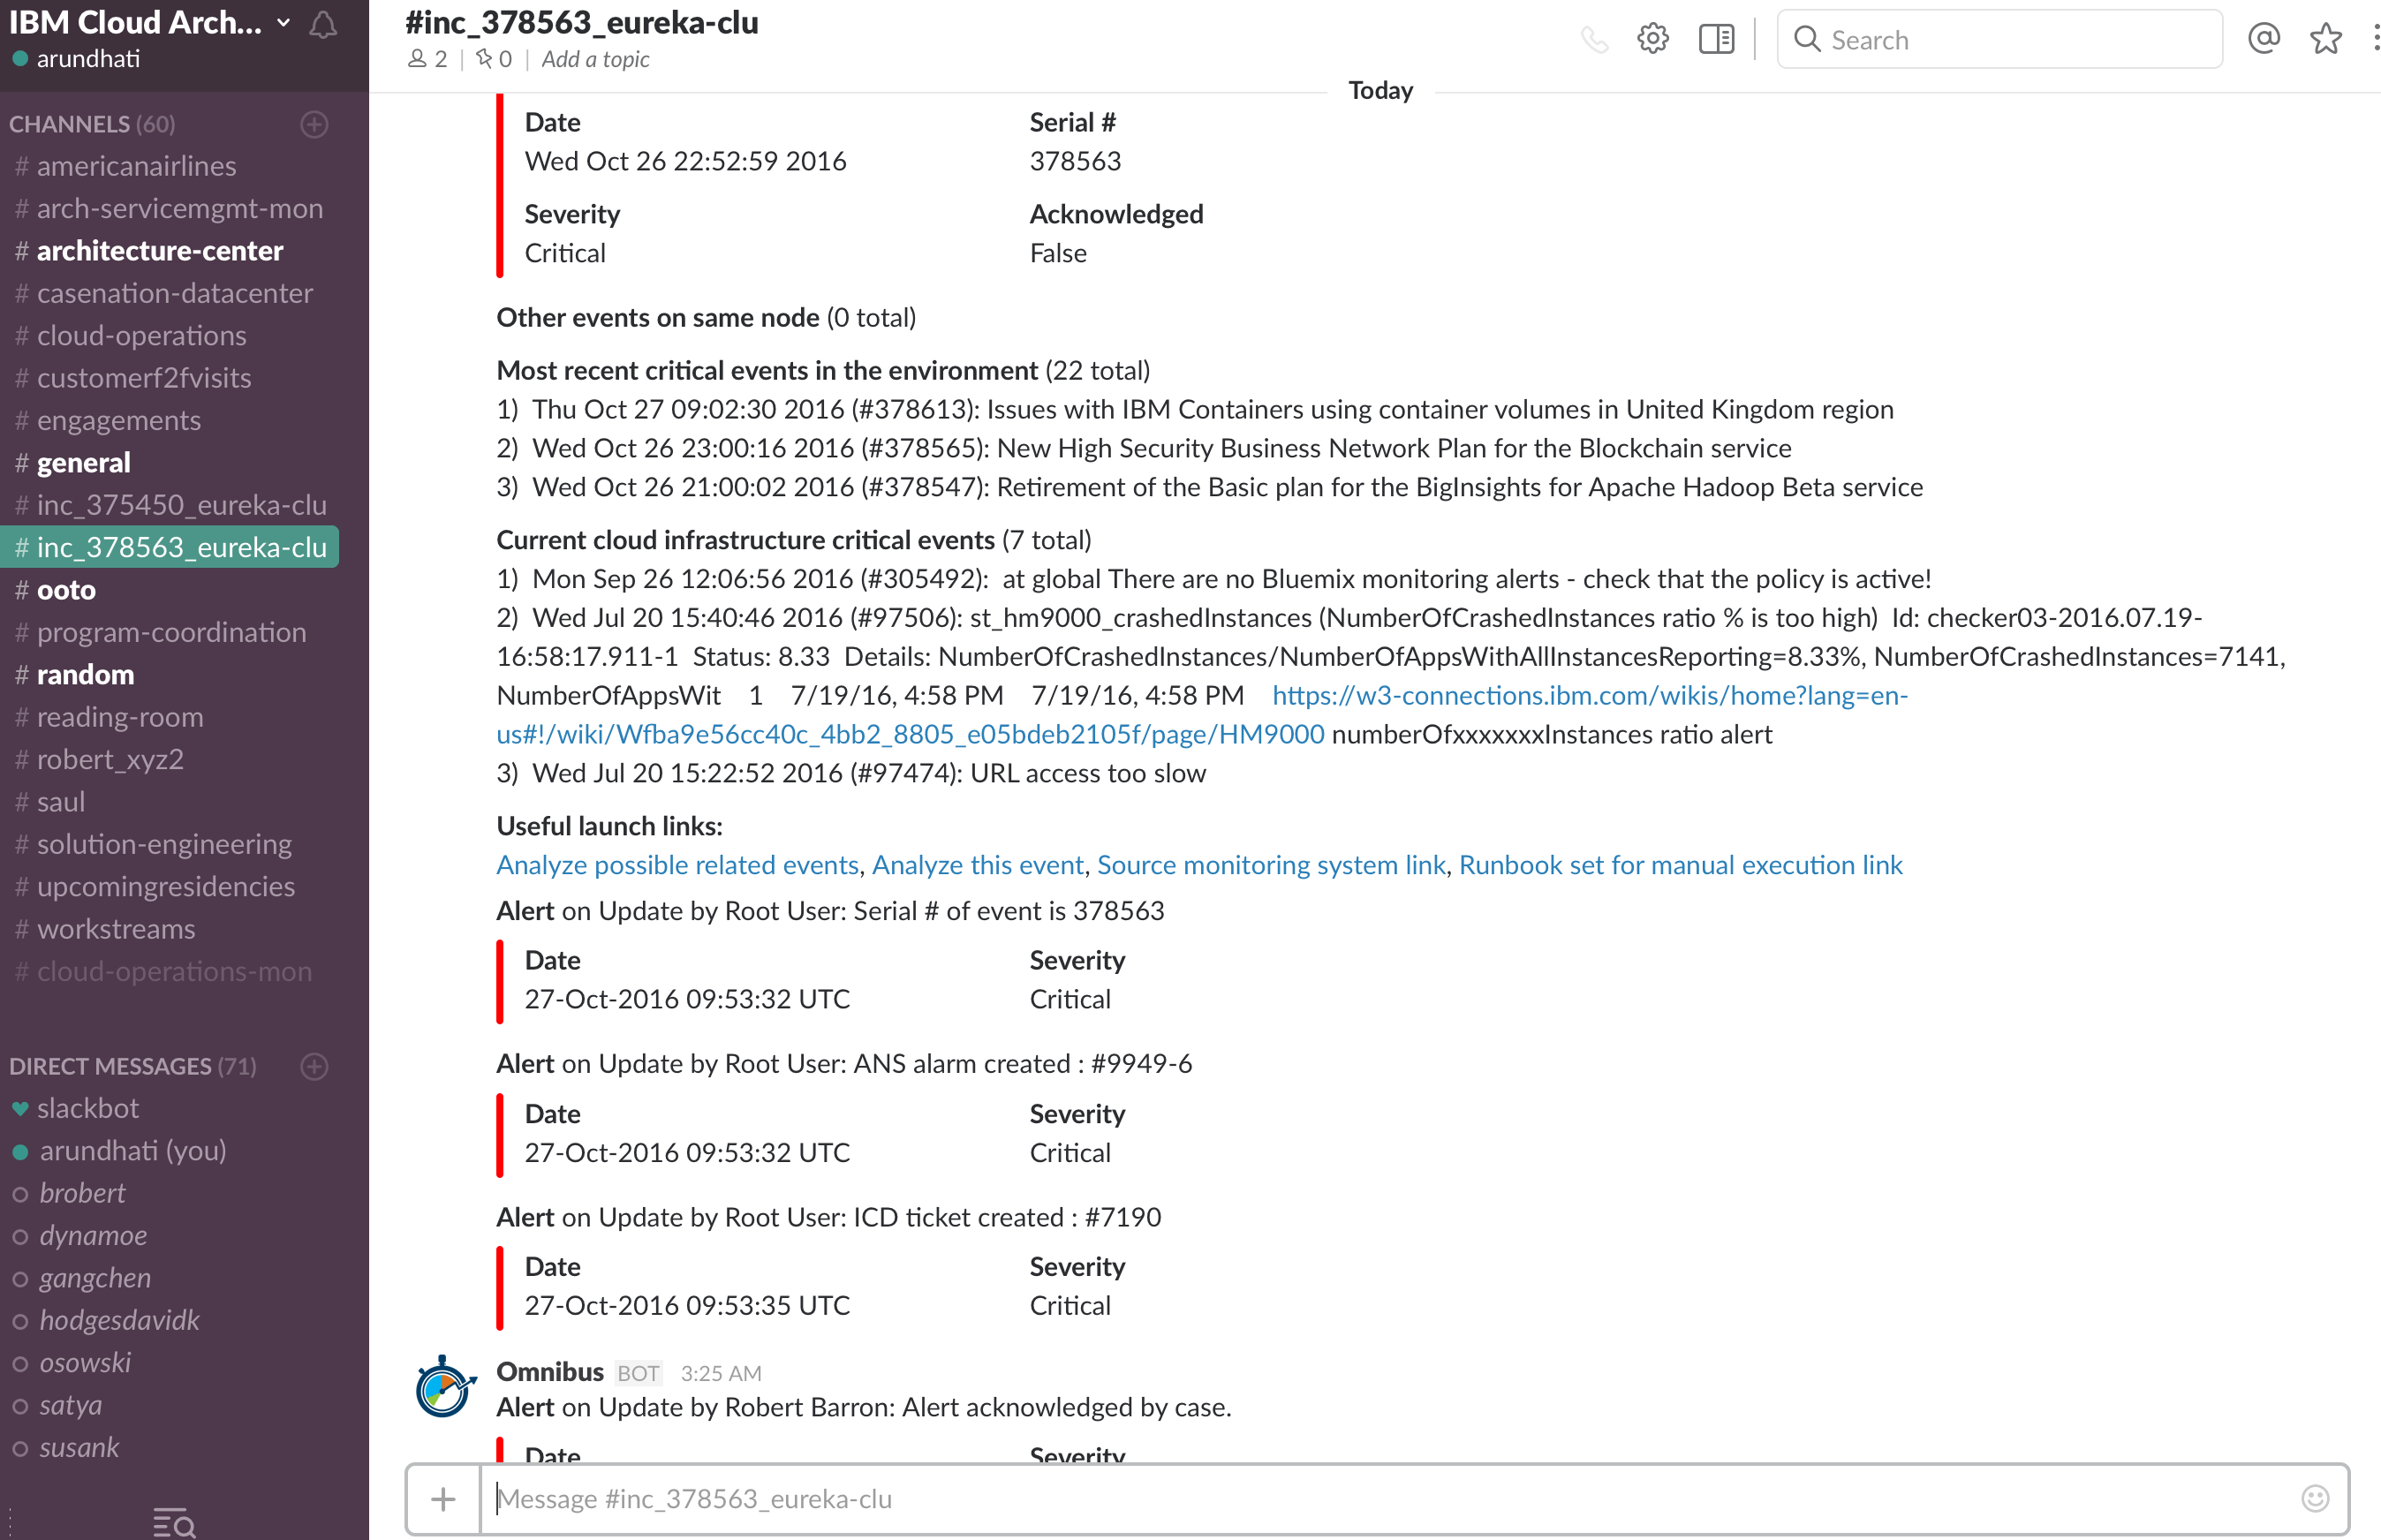 IBM Cloud Arch...
arundhati
CHANNELS (60)
# americanairlines
# arch-servicemgmt-mon
# architecture-center
# casenation-datacenter
# cloud-operations
# customerf2fvisits
# engagements
# general
# inc_375450_eureka-clu
# inc_378563_eureka-clu
# ooto
# program-coordination
# random
# reading-room
# robert_xyz2
# saul
# solution-engineering
# upcomingresidencies
# workstreams
# cloud-operations-mon
DIRECT MESSAGES (71)
slackbot
arundhati (you)
brobert
dynamoe
gangchen
hodgesdavidk
osowski
satya
susank
#inc_378563_eureka-clu
2 | 0 | Add a topic
Search
Today
Date Serial #
Wed Oct 26 22:52:59 2016 378563
Severity Acknowledged
Critical False
Other events on same node (0 total)
Most recent critical events in the environment (22 total)
1) Thu Oct 27 09:02:30 2016 (#378613): Issues with IBM Containers using container volumes in United Kingdom region
2) Wed Oct 26 23:00:16 2016 (#378565): New High Security Business Network Plan for the Blockchain service
3) Wed Oct 26 21:00:02 2016 (#378547): Retirement of the Basic plan for the BigInsights for Apache Hadoop Beta service
Current cloud infrastructure critical events (7 total)
1) Mon Sep 26 12:06:56 2016 (#305492): at global There are no Bluemix monitoring alerts - check that the policy is active!
2) Wed Jul 20 15:40:46 2016 (#97506): st_hm9000_crashedInstances (NumberOfCrashedInstances ratio % is too high) Id: checker03-2016.07.19-
16:58:17.911-1 Status: 8.33 Details: NumberOfCrashedInstances/NumberOfAppsWithAllInstancesReporting=8.33%, NumberOfCrashedInstances=7141,
NumberOfAppsWit 1 7/19/16, 4:58 PM 7/19/16, 4:58 PM https://w3-connections.ibm.com/wikis/home?lang=en-
us#!/wiki/Wfba9e56cc40c_4bb2_8805_e05bdeb2105f/page/HM9000 numberOfxxxxxxxInstances ratio alert
3) Wed Jul 20 15:22:52 2016 (#97474): URL access too slow
Useful launch links:
Analyze possible related events, Analyze this event, Source monitoring system link, Runbook set for manual execution link
Alert on Update by Root User: Serial # of event is 378563
Date Severity
27-Oct-2016 09:53:32 UTC Critical
Alert on Update by Root User: ANS alarm created : #9949-6
Date Severity
27-Oct-2016 09:53:32 UTC Critical
Alert on Update by Root User: ICD ticket created : #7190
Date Severity
27-Oct-2016 09:53:35 UTC Critical
Omnibus BOT 3:25 AM
Alert on Update by Robert Barron: Alert acknowledged by case.
Date Severity
Message #inc_378563_eureka-clu